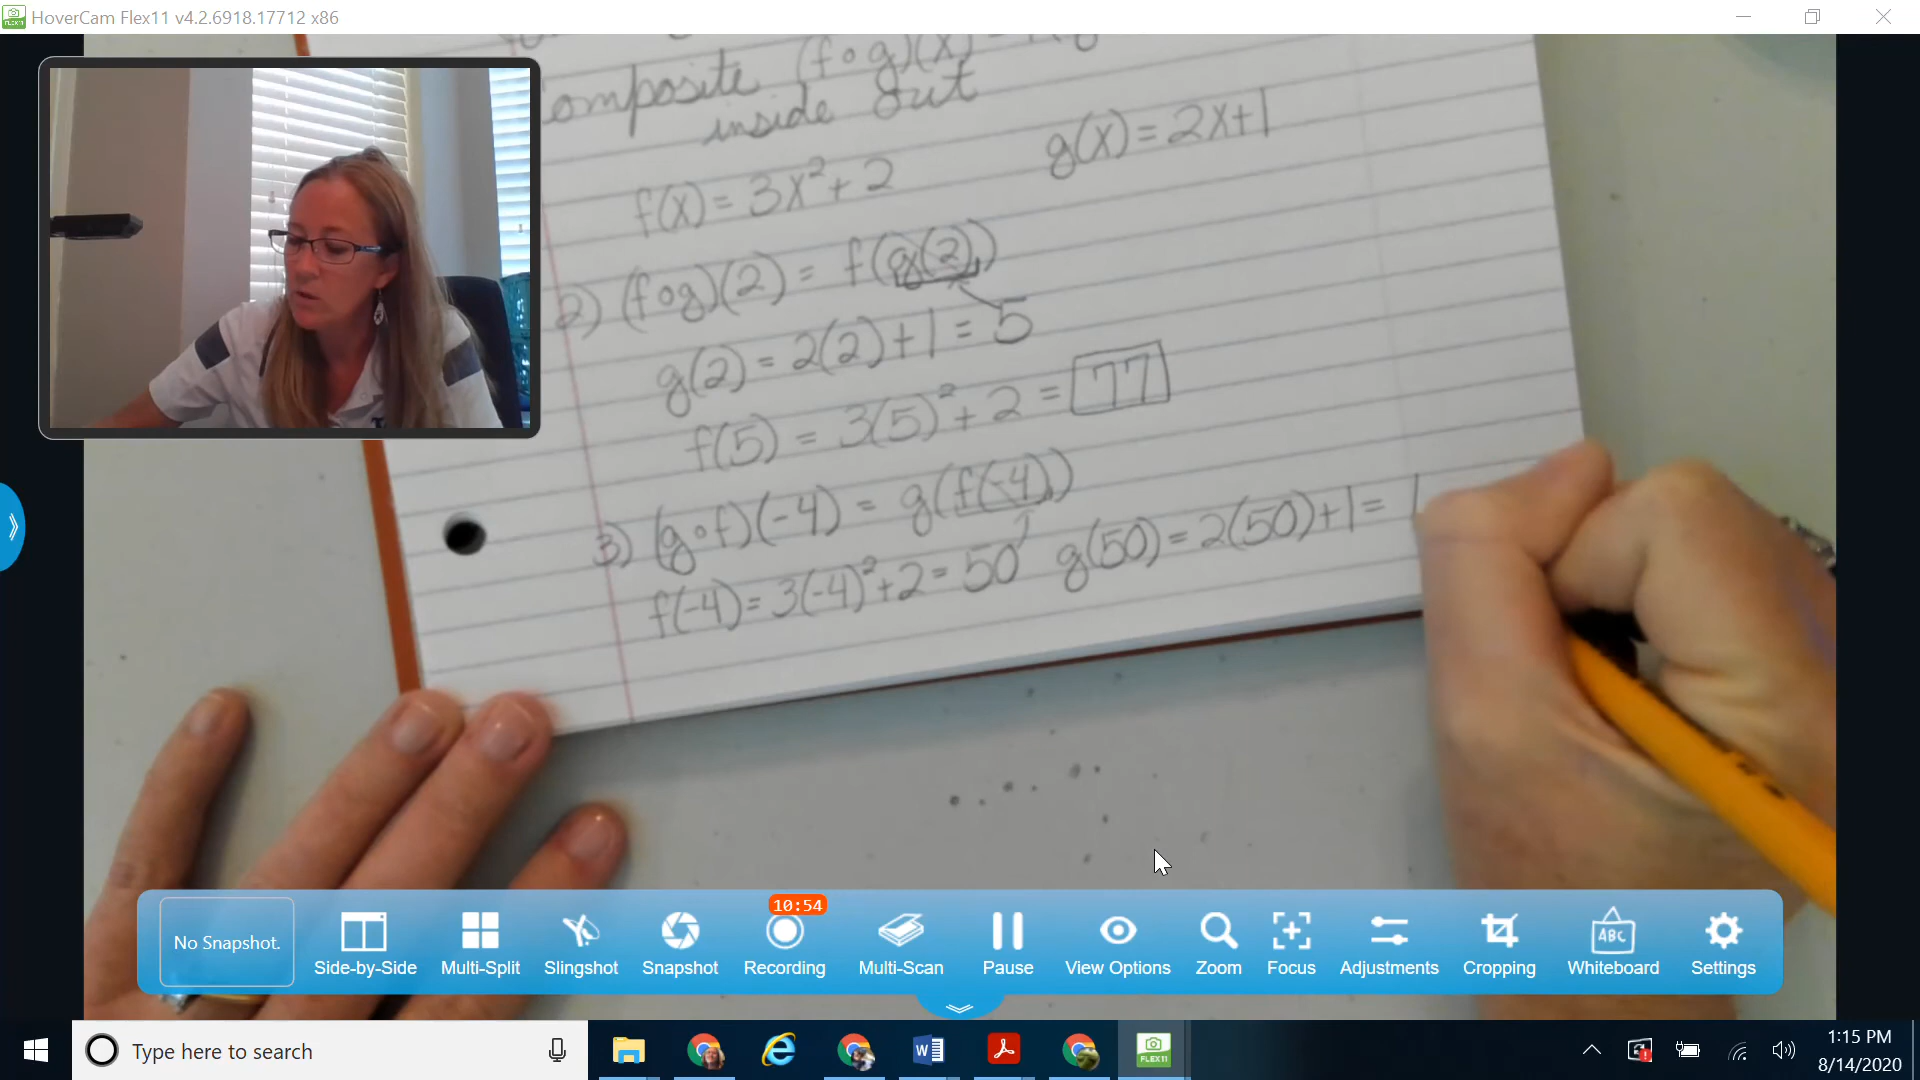 HoverCam Flex11 v4.2.6918.17712 x86
composite (f∘g)(x)
inside out
f(x) = 3x² + 2 g(x) = 2x+1
2) (f∘g)(2) = f(g(2))
g(2) = 2(2)+1 = 5
f(5) = 3(5)² + 2 = 77
3) (g∘f)(-4) = g(f(-4))
f(-4) = 3(-4)²+2 = 50 g(50) = 2(50)+1 = 1
10:54
No Snapshot.
Side-by-Side Multi-Split Slingshot Snapshot Recording Multi-Scan Pause View Options Zoom Focus Adjustments Cropping ABC Whiteboard Settings
Type here to search
FLEX11
1:15 PM
8/14/2020